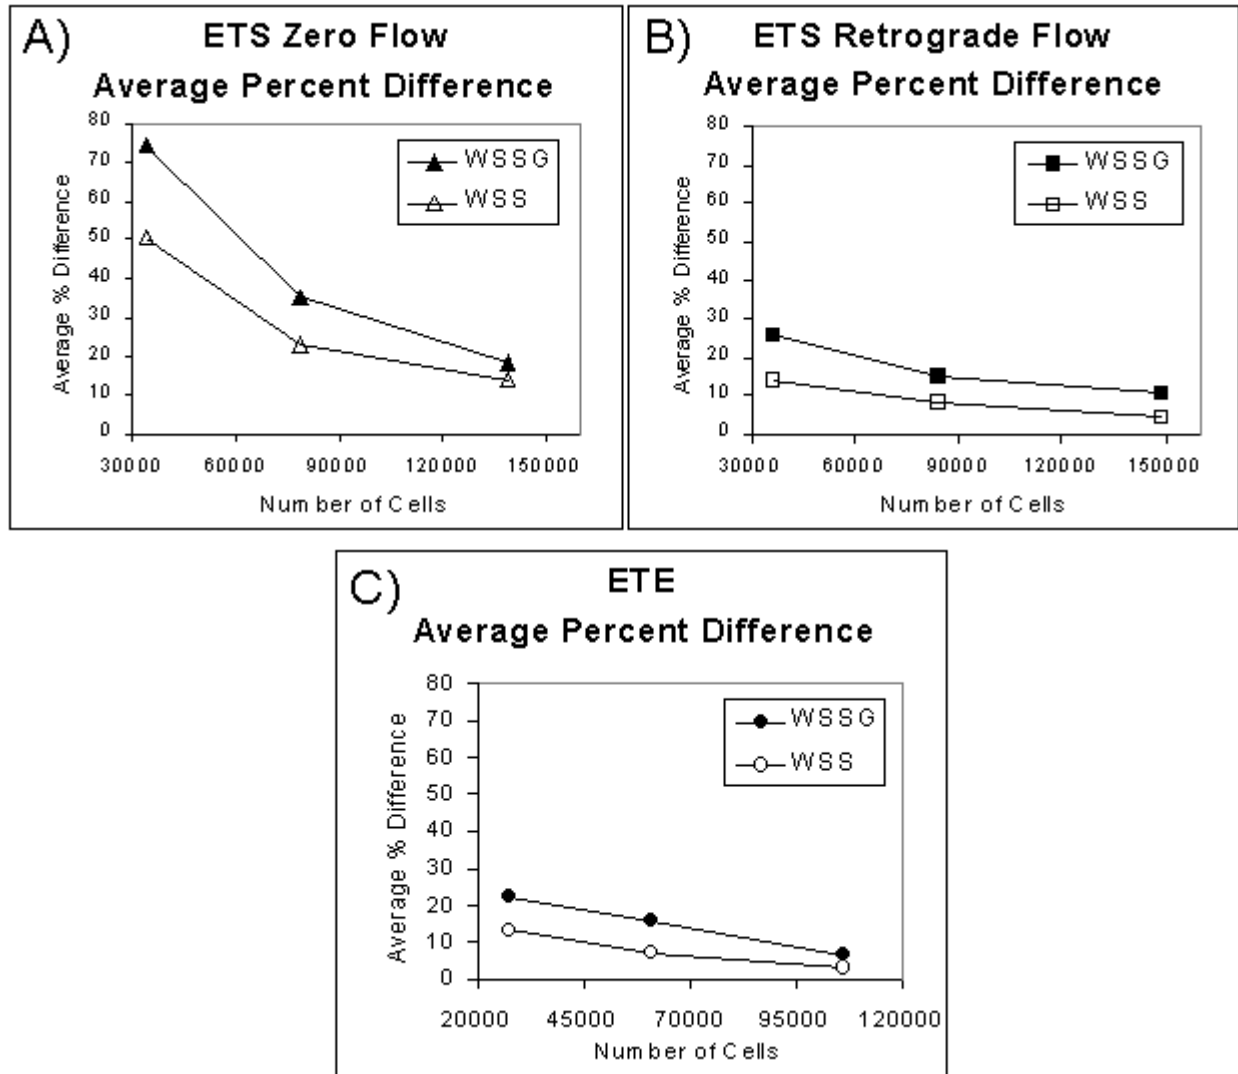 A)
ETS Zero Flow
Average Percent Difference
80
70
60
50
40
30
20
10
0
Average % Difference
WSSG
WSS
30000 60000 90000 120000 150000
Number of Cells
B)
ETS Retrograde Flow
Average Percent Difference
80
70
60
50
40
30
20
10
0
Average % Difference
WSSG
WSS
30000 60000 90000 120000 150000
Number of Cells
C)
ETE
Average Percent Difference
80
70
60
50
40
30
20
10
0
Average % Difference
WSSG
WSS
20000 45000 70000 95000 120000
Number of Cells